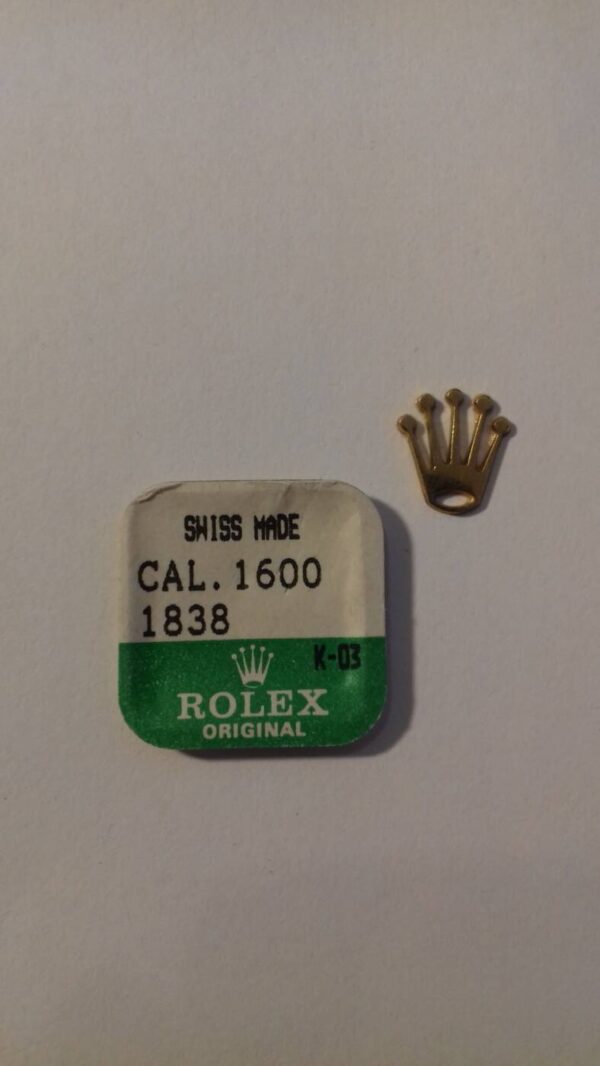 SWISS MADE
CAL. 1600
1838
K-03
ROLEX
ORIGINAL